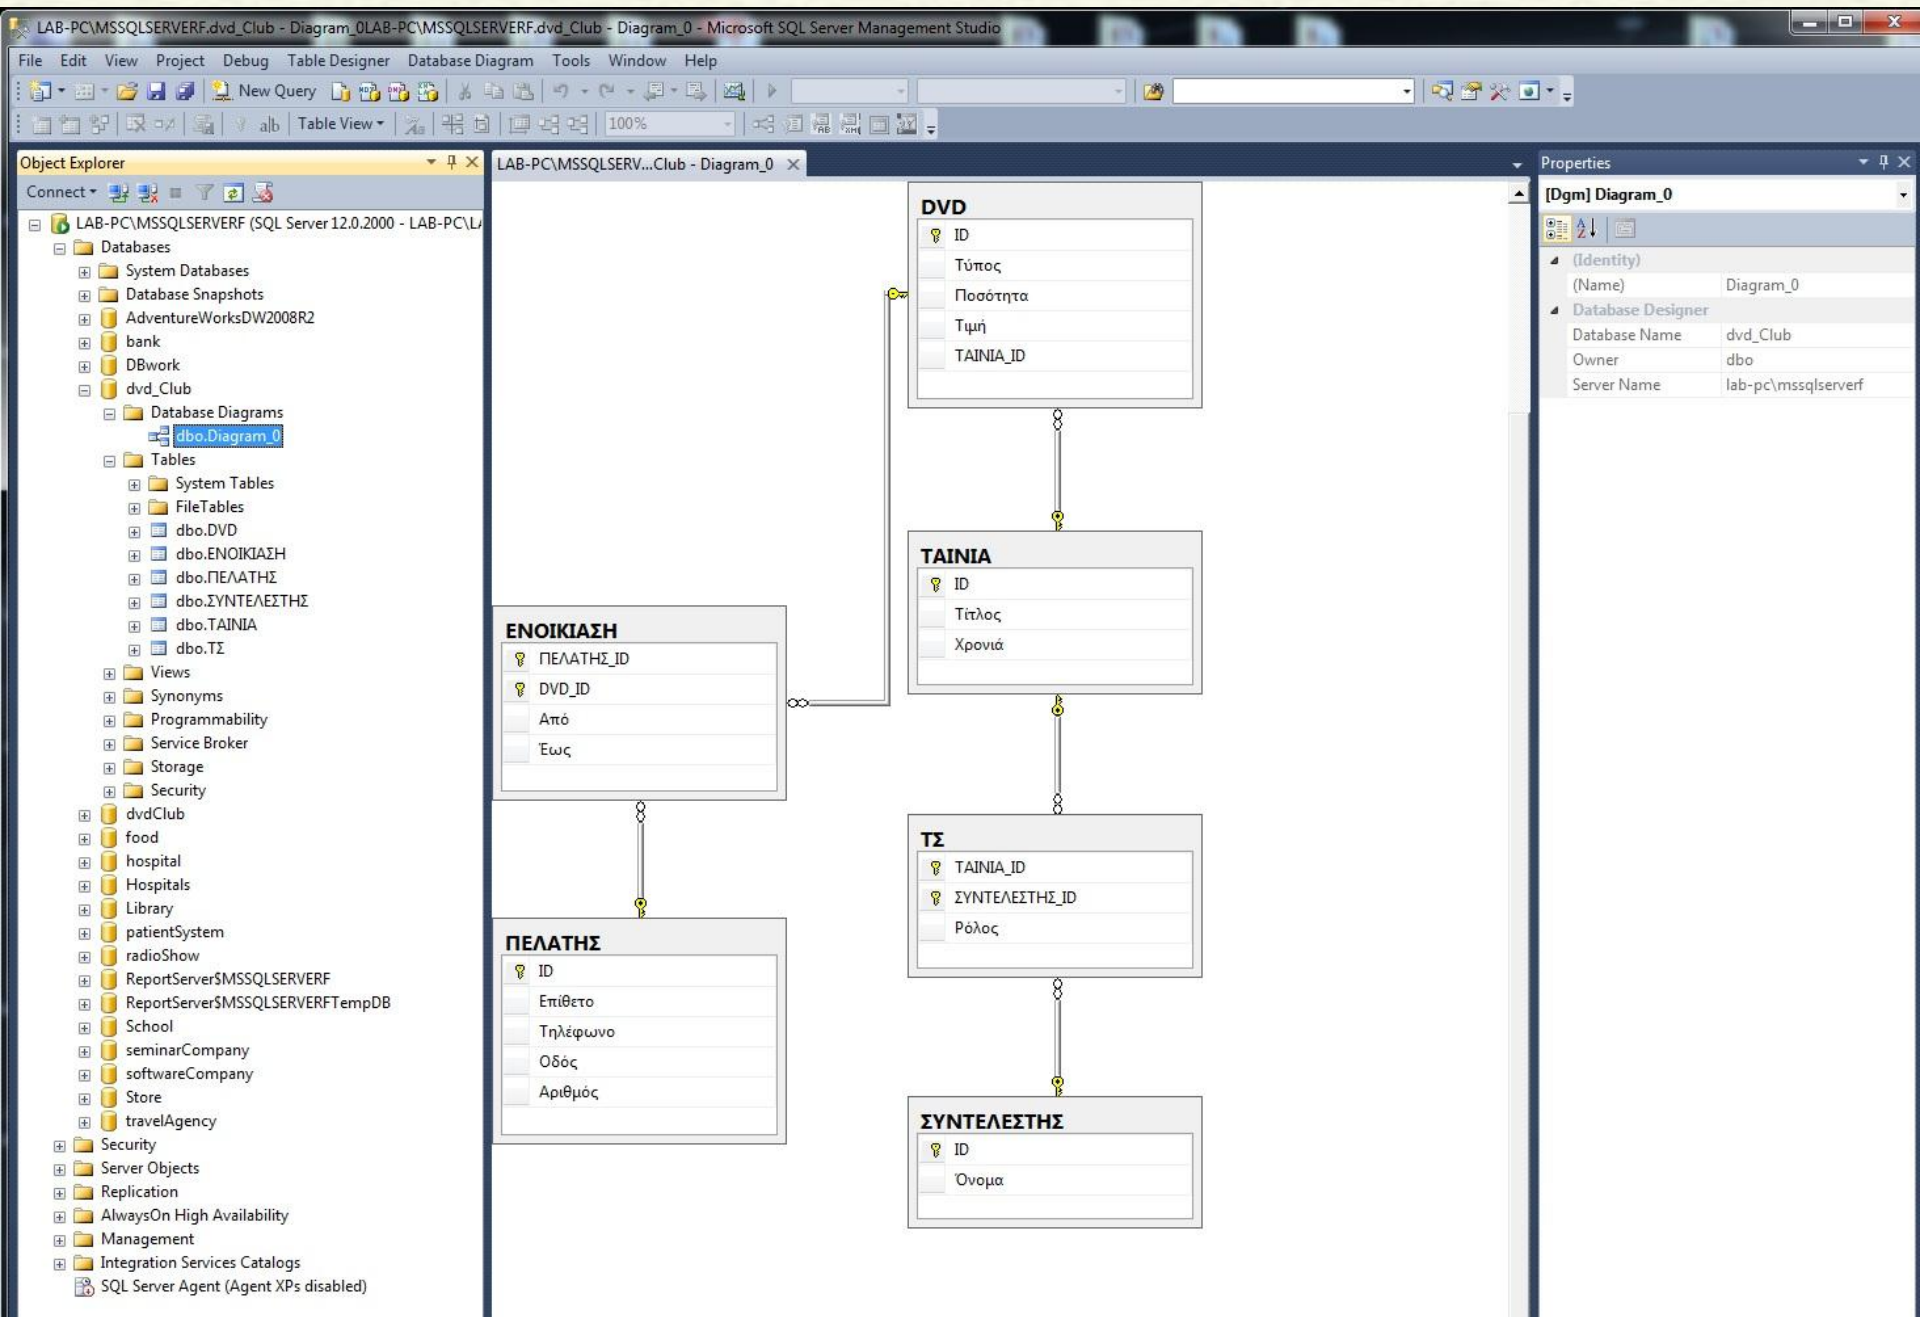 LAB-PC\MSSQLSERVERF.dvd_Club - Diagram_0LAB-PC\MSSQLSERVERF.dvd_Club - Diagram_0 - Microsoft SQL Server Management Studio
File Edit View Project Debug Table Designer Database Diagram Tools Window Help
New Query
Table View 100%
Object Explorer
Connect
LAB-PC\MSSQLSERVERF (SQL Server 12.0.2000 - LAB-PC\L
Databases
System Databases
Database Snapshots
AdventureWorksDW2008R2
bank
DBwork
dvd_Club
Database Diagrams
dbo.Diagram_0
Tables
System Tables
FileTables
dbo.DVD
dbo.ΕΝΟΙΚΙΑΣΗ
dbo.ΠΕΛΑΤΗΣ
dbo.ΣΥΝΤΕΛΕΣΤΗΣ
dbo.ΤΑΙΝΙΑ
dbo.ΤΣ
Views
Synonyms
Programmability
Service Broker
Storage
Security
dvdClub
food
hospital
Hospitals
Library
patientSystem
radioShow
ReportServer$MSSQLSERVERF
ReportServer$MSSQLSERVERFTempDB
School
seminarCompany
softwareCompany
Store
travelAgency
Security
Server Objects
Replication
AlwaysOn High Availability
Management
Integration Services Catalogs
SQL Server Agent (Agent XPs disabled)
LAB-PC\MSSQLSERV...Club - Diagram_0
DVD
ID
Τύπος
Ποσότητα
Τιμή
ΤΑΙΝΙΑ_ID
ΤΑΙΝΙΑ
ID
Τίτλος
Χρονιά
ΕΝΟΙΚΙΑΣΗ
ΠΕΛΑΤΗΣ_ID
DVD_ID
Από
Έως
ΤΣ
ΤΑΙΝΙΑ_ID
ΣΥΝΤΕΛΕΣΤΗΣ_ID
Ρόλος
ΠΕΛΑΤΗΣ
ID
Επίθετο
Τηλέφωνο
Οδός
Αριθμός
ΣΥΝΤΕΛΕΣΤΗΣ
ID
Όνομα
Properties
[Dgm] Diagram_0
(Identity)
(Name) Diagram_0
Database Designer
Database Name dvd_Club
Owner dbo
Server Name lab-pc\mssqlserverf